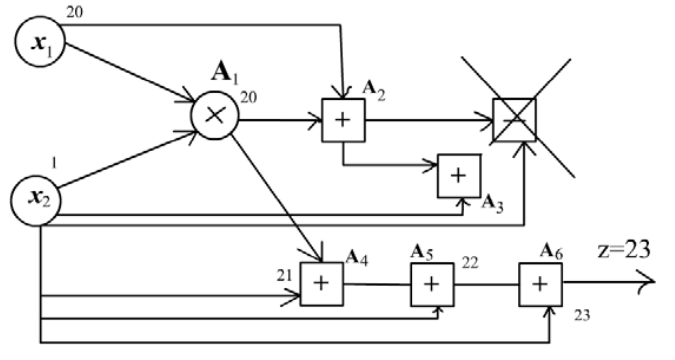 20
x₁
A₁
20
×
A₂
+
−
1
x₂
+
A₃
21
+
A₄
A₅
+
22
A₆
+
z=23
23